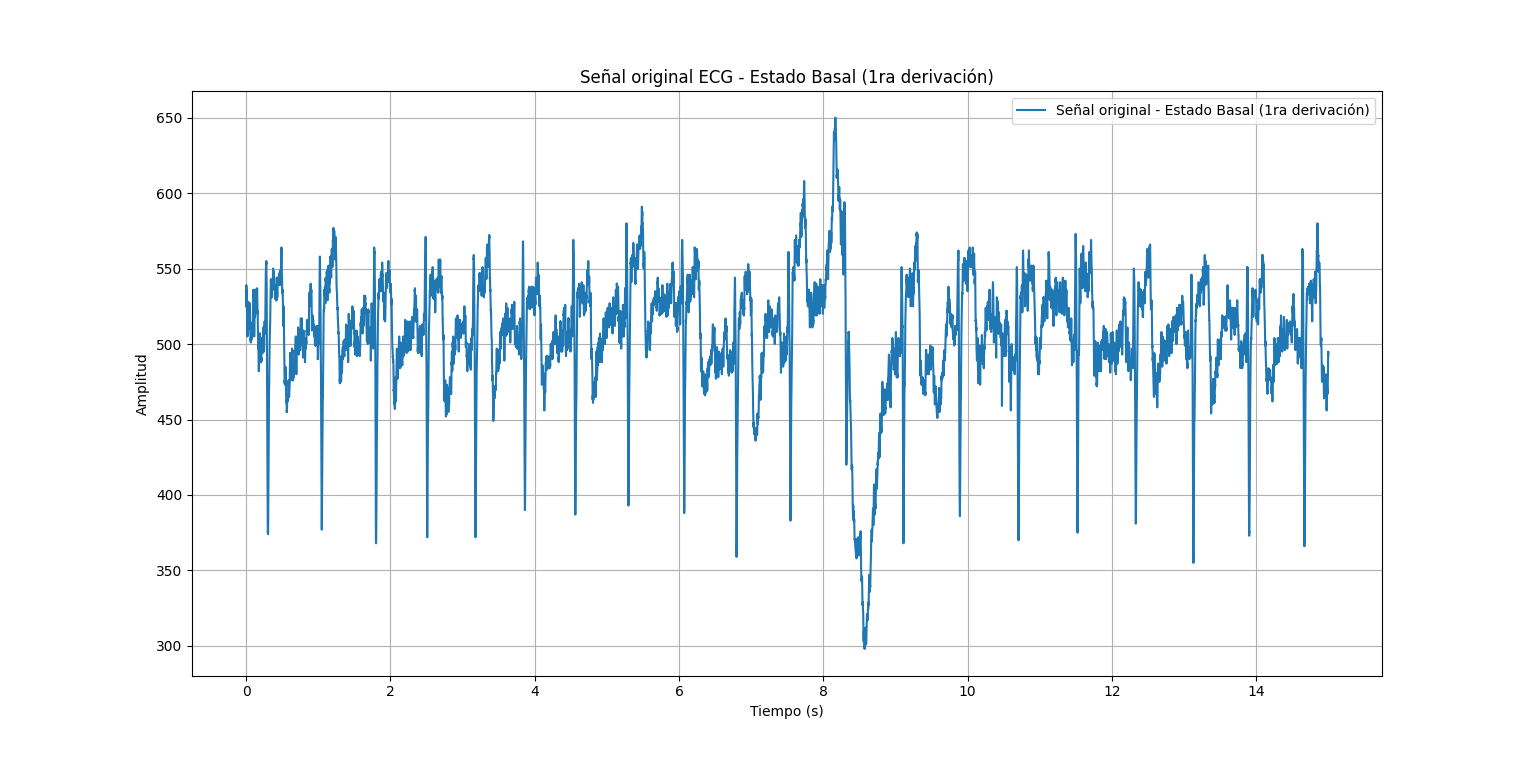 Señal original ECG - Estado Basal (1ra derivación)
Señal original - Estado Basal (1ra derivación)
650
600
550
500
450
400
350
300
Amplitud
0 2 4 6 8 10 12 14
Tiempo (s)